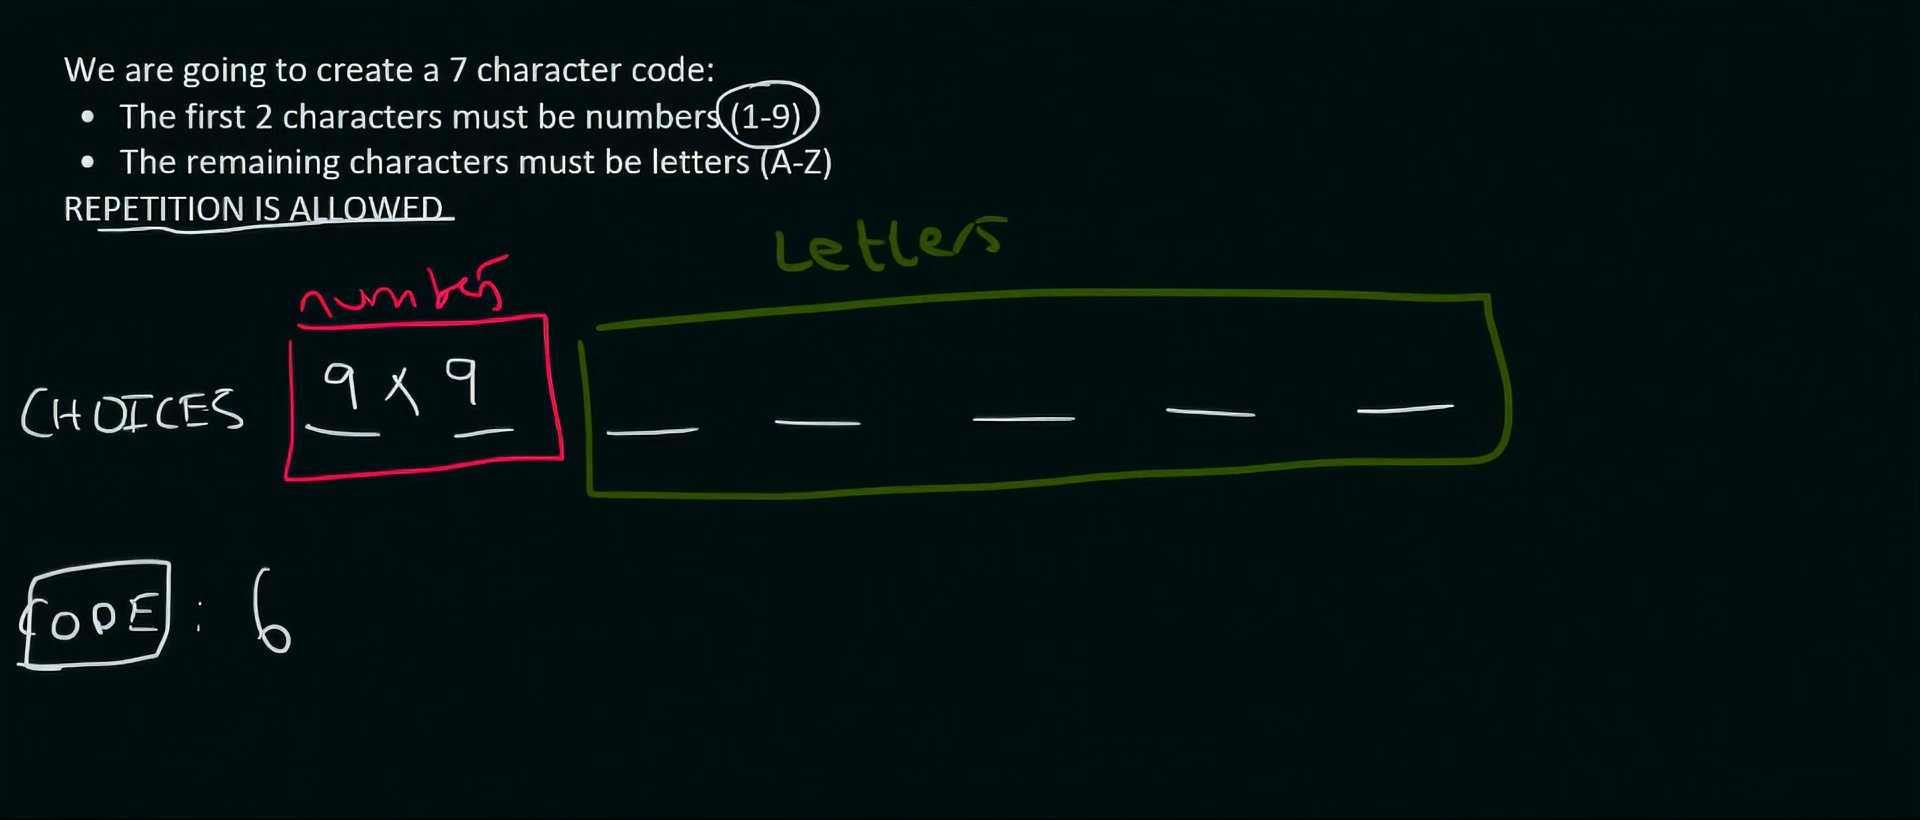 We are going to create a 7 character code:
• The first 2 characters must be numbers (1-9)
• The remaining characters must be letters (A-Z)
REPETITION IS ALLOWED
Letters
numbers
CHOICES 9 x 9 _ _ _ _ _
CODE : 6